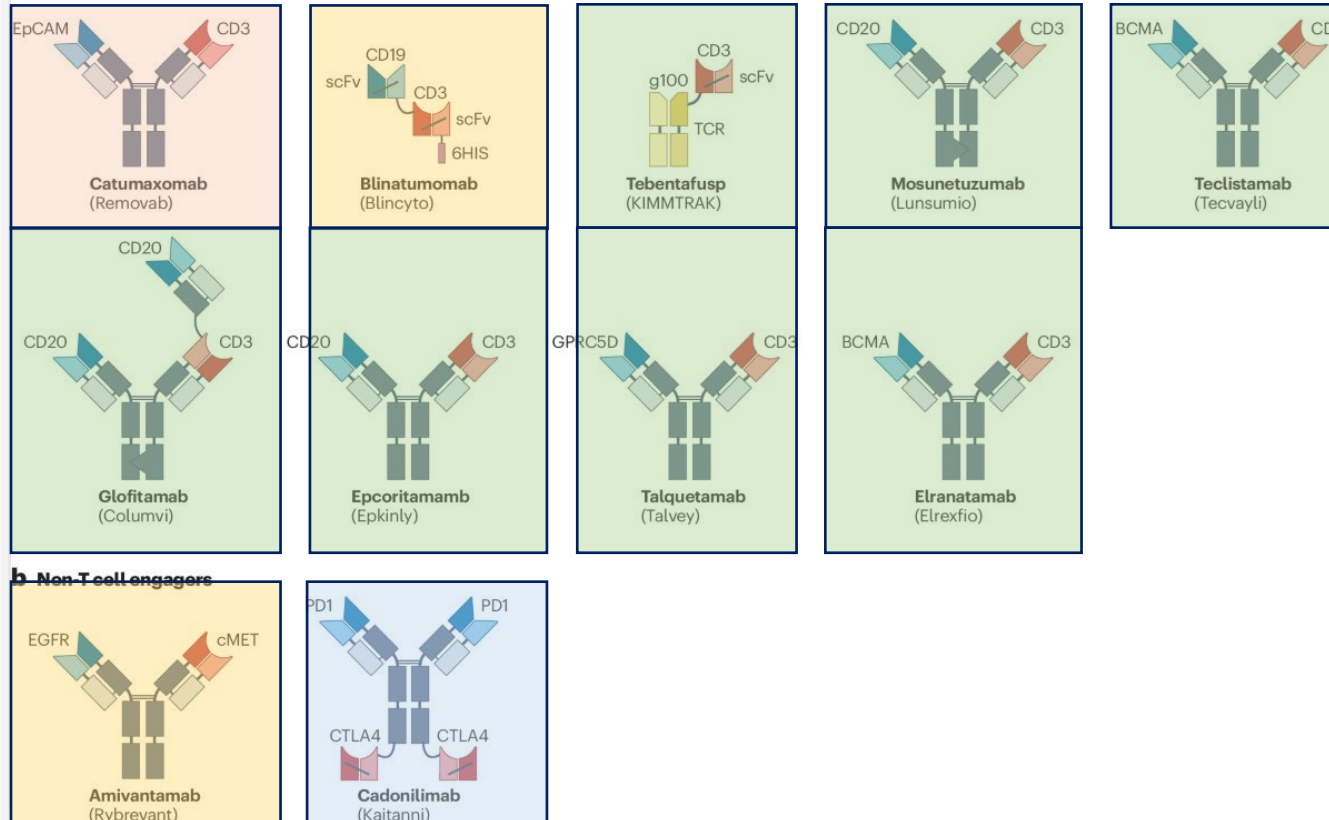 EpCAM
CD3
Catumaxomab
(Removab)
CD19
scFv
CD3
scFv
6HIS
Blinatumomab
(Blincyto)
CD3
g100
scFv
TCR
Tebentafusp
(KIMMTRAK)
CD20
CD3
Mosunetuzumab
(Lunsumio)
BCMA
CD
Teclistamab
(Tecvayli)
CD20
CD20
CD3
Glofitamab
(Columvi)
CD20
CD3
Epcoritamamb
(Epkinly)
GPRC5D
CD3
Talquetamab
(Talvey)
BCMA
CD3
Elranatamab
(Elrexfio)
b Non-T cell engagers
EGFR
cMET
Amivantamab
(Rybrevant)
PD1
PD1
CTLA4
CTLA4
Cadonilimab
(Kaitanni)